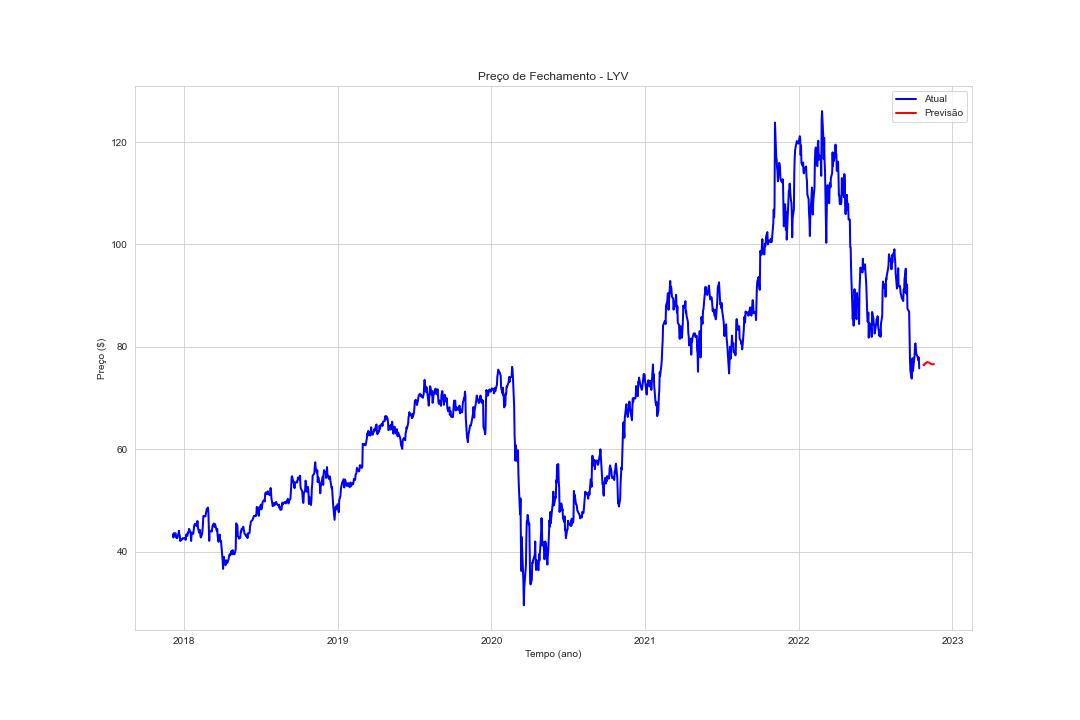 Preço de Fechamento - LYV
Atual
Previsão
Preço ($)
120
100
80
60
40
2018 2019 2020 2021 2022 2023
Tempo (ano)